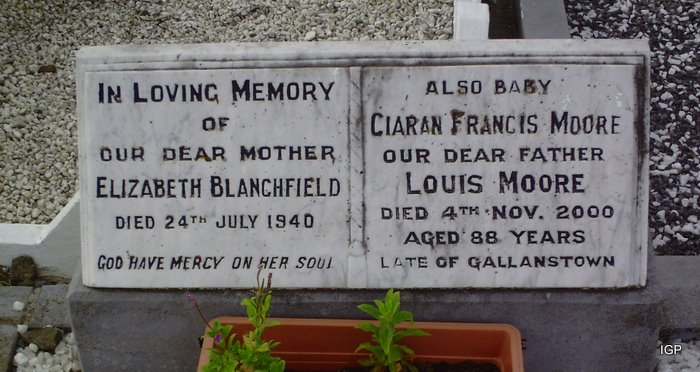 IN LOVING MEMORY
OF
OUR DEAR MOTHER
ELIZABETH BLANCHFIELD
DIED 24TH JULY 1940
GOD HAVE MERCY ON HER SOUL
ALSO BABY
CIARAN FRANCIS MOORE
OUR DEAR FATHER
LOUIS MOORE
DIED 4TH NOV. 2000
AGED 88 YEARS
LATE OF GALLANSTOWN
IGP